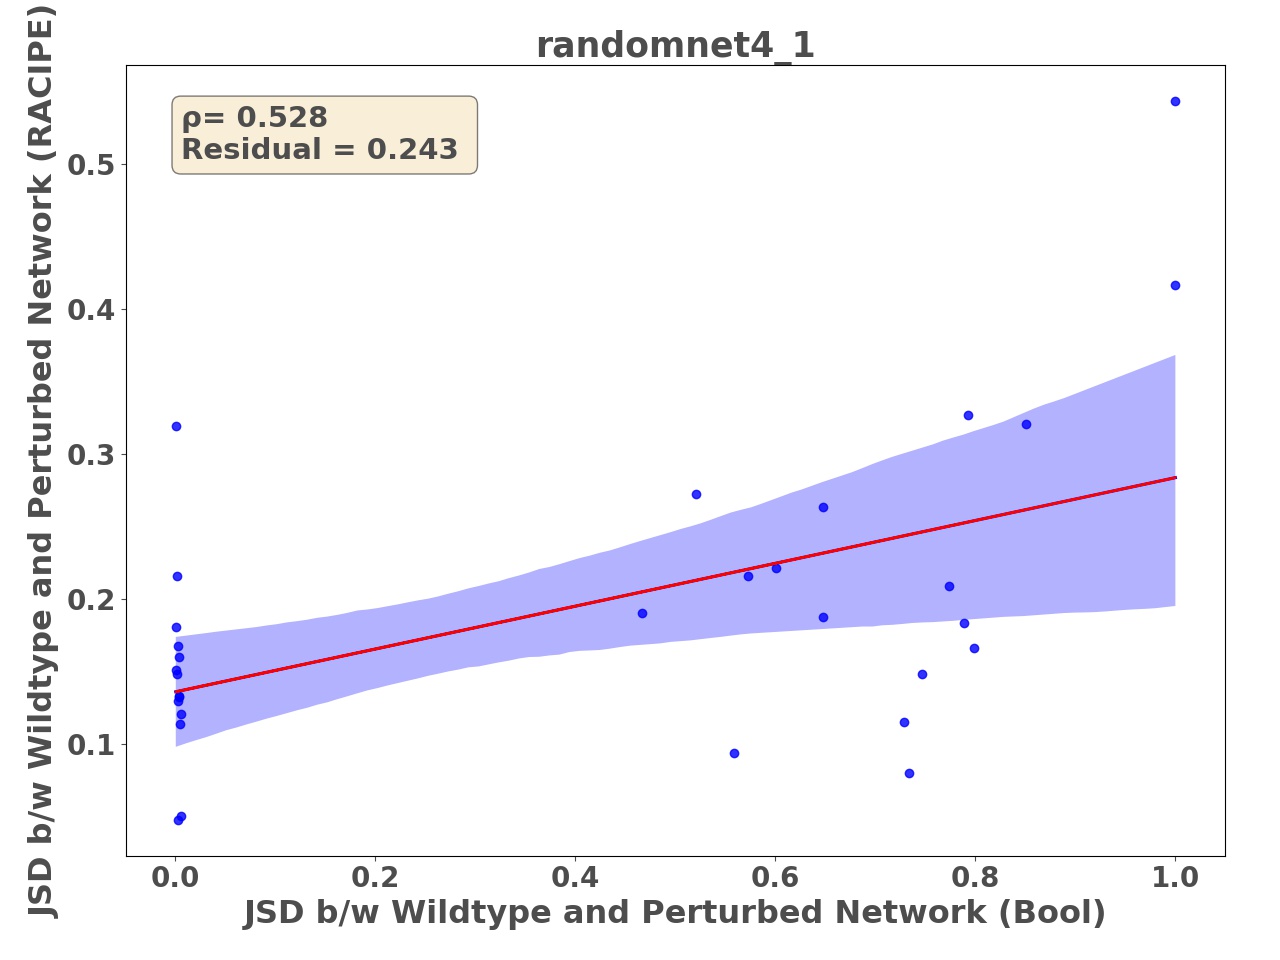 randomnet4_1
ρ= 0.528
Residual = 0.243
JSD b/w Wildtype and Perturbed Network (RACIPE)
0.5
0.4
0.3
0.2
0.1
0.0 0.2 0.4 0.6 0.8 1.0
JSD b/w Wildtype and Perturbed Network (Bool)